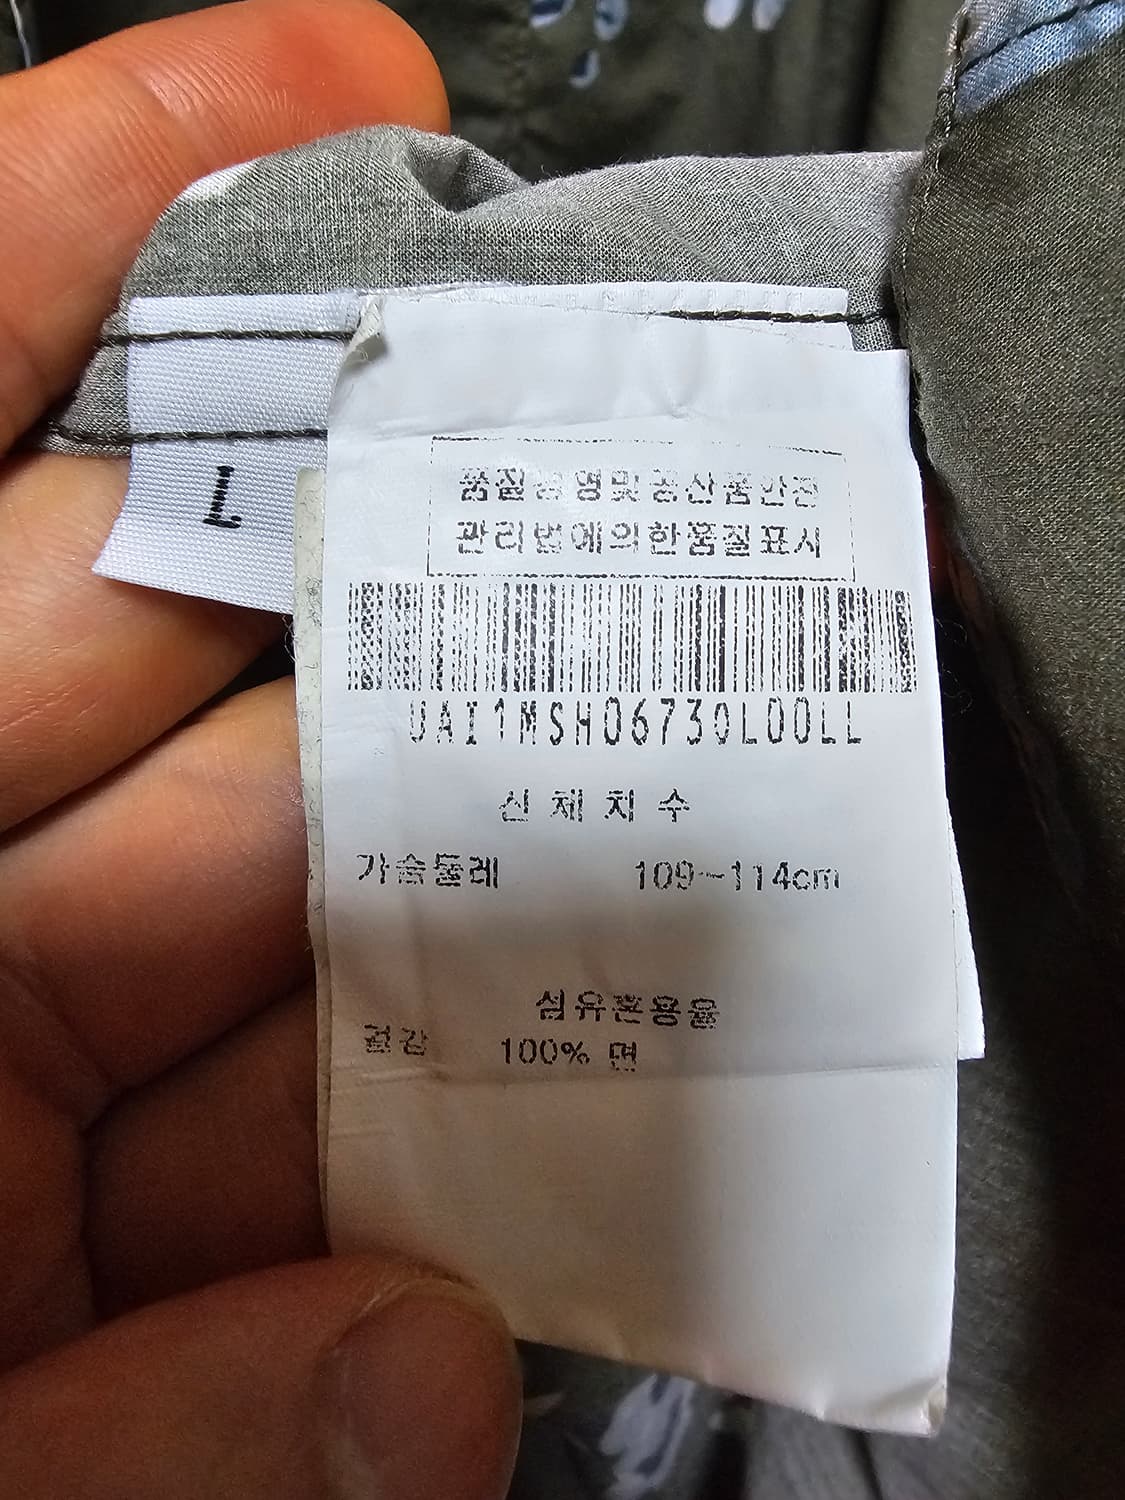 L
품질경영및공산품안전
관리법에의한품질표시
UAI1MSH06730L00LL
신체치수
가슴둘레 109~114cm
섬유혼용율
겉감 100% 면